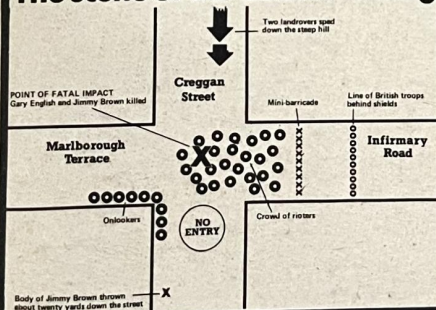 Two landrovers sped
down the steep hill
Creggan
Street
POINT OF FATAL IMPACT
Gary English and Jimmy Brown killed
Mini-barricade
Line of British troops
behind shields
Marlborough
Terrace
X
Infirmary
Road
Onlookers
NO
ENTRY
Crowd of rioters
Body of Jimmy Brown thrown
about twenty yards down the street
X